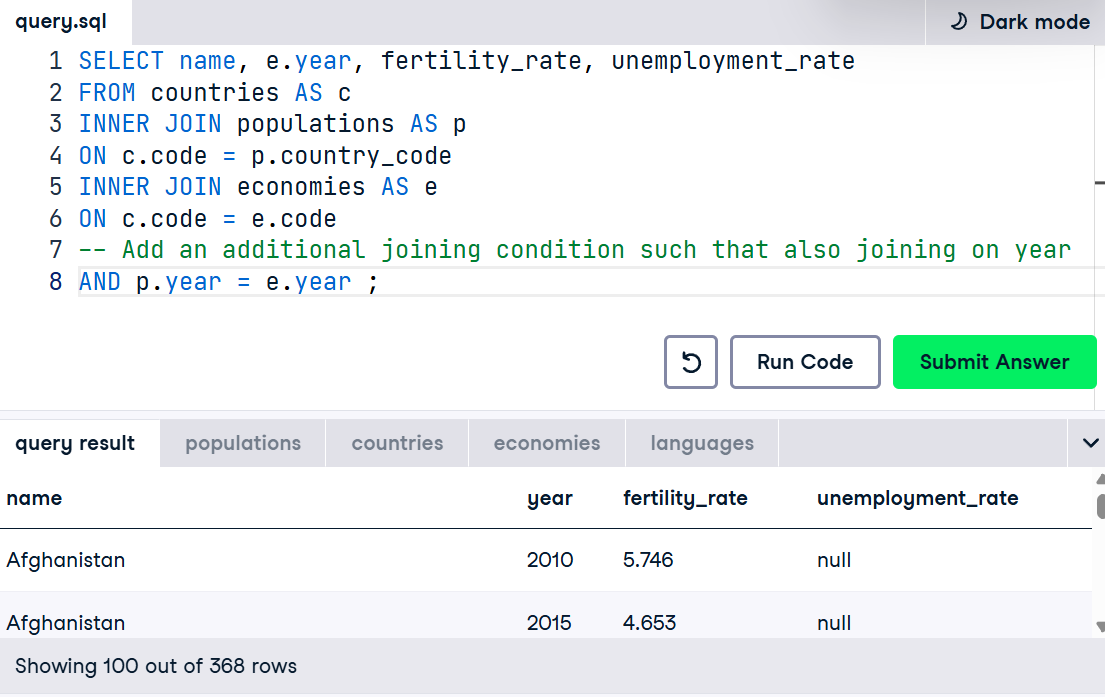 query.sql
Dark mode
1 SELECT name, e.year, fertility_rate, unemployment_rate
2 FROM countries AS c
3 INNER JOIN populations AS p
4 ON c.code = p.country_code
5 INNER JOIN economies AS e
6 ON c.code = e.code
7 -- Add an additional joining condition such that also joining on year
8 AND p.year = e.year ;
Run Code
Submit Answer
query result populations countries economies languages
name year fertility_rate unemployment_rate
Afghanistan 2010 5.746 null
Afghanistan 2015 4.653 null
Showing 100 out of 368 rows